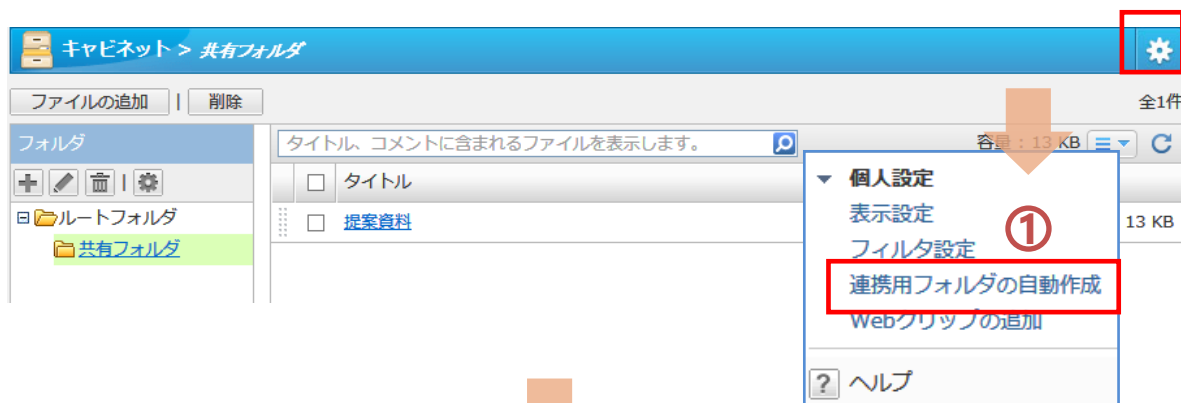 キャビネット > 共有フォルダ
ファイルの追加 | 削除
全1件
フォルダ
タイトル、コメントに含まれるファイルを表示します。
容量 : 13 KB
タイトル
ルートフォルダ
共有フォルダ
提案資料
13 KB
個人設定
表示設定
①
フィルタ設定
連携用フォルダの自動作成
Webクリップの追加
? ヘルプ